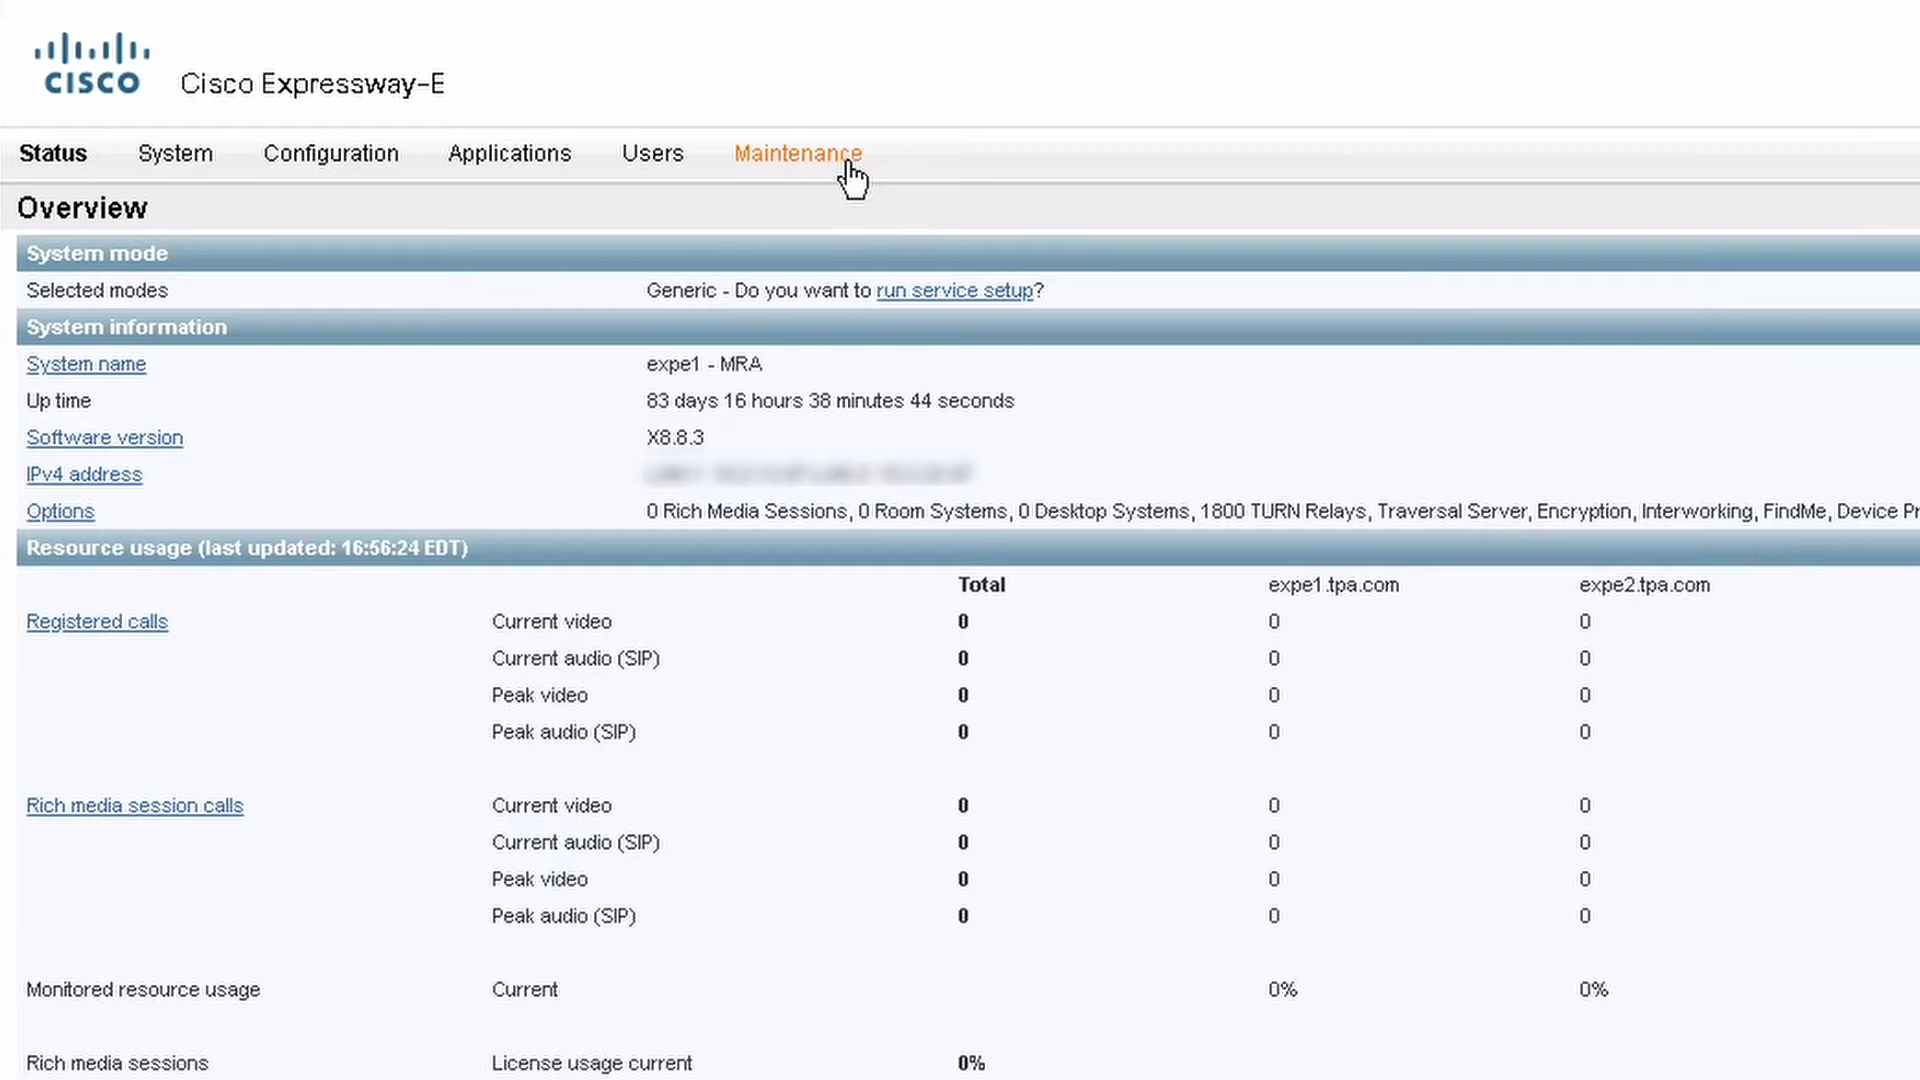 CISCO
Cisco Expressway-E
Status System Configuration Applications Users Maintenance
Overview
System mode
Selected modes Generic - Do you want to run service setup?
System information
System name expe1 - MRA
Up time 83 days 16 hours 38 minutes 44 seconds
Software version X8.8.3
IPv4 address
Options 0 Rich Media Sessions, 0 Room Systems, 0 Desktop Systems, 1800 TURN Relays, Traversal Server, Encryption, Interworking, FindMe, Device Pr
Resource usage (last updated: 16:56:24 EDT)
Total expe1.tpa.com expe2.tpa.com
Registered calls Current video 0 0 0
Current audio (SIP) 0 0 0
Peak video 0 0 0
Peak audio (SIP) 0 0 0
Rich media session calls Current video 0 0 0
Current audio (SIP) 0 0 0
Peak video 0 0 0
Peak audio (SIP) 0 0 0
Monitored resource usage Current 0% 0%
Rich media sessions License usage current 0%